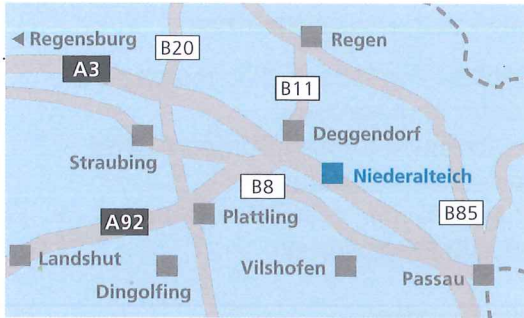 ◄ Regensburg
B20
Regen
A3
B11
Deggendorf
Straubing
Niederalteich
B8
B85
A92
Plattling
Landshut
Vilshofen
Passau
Dingolfing